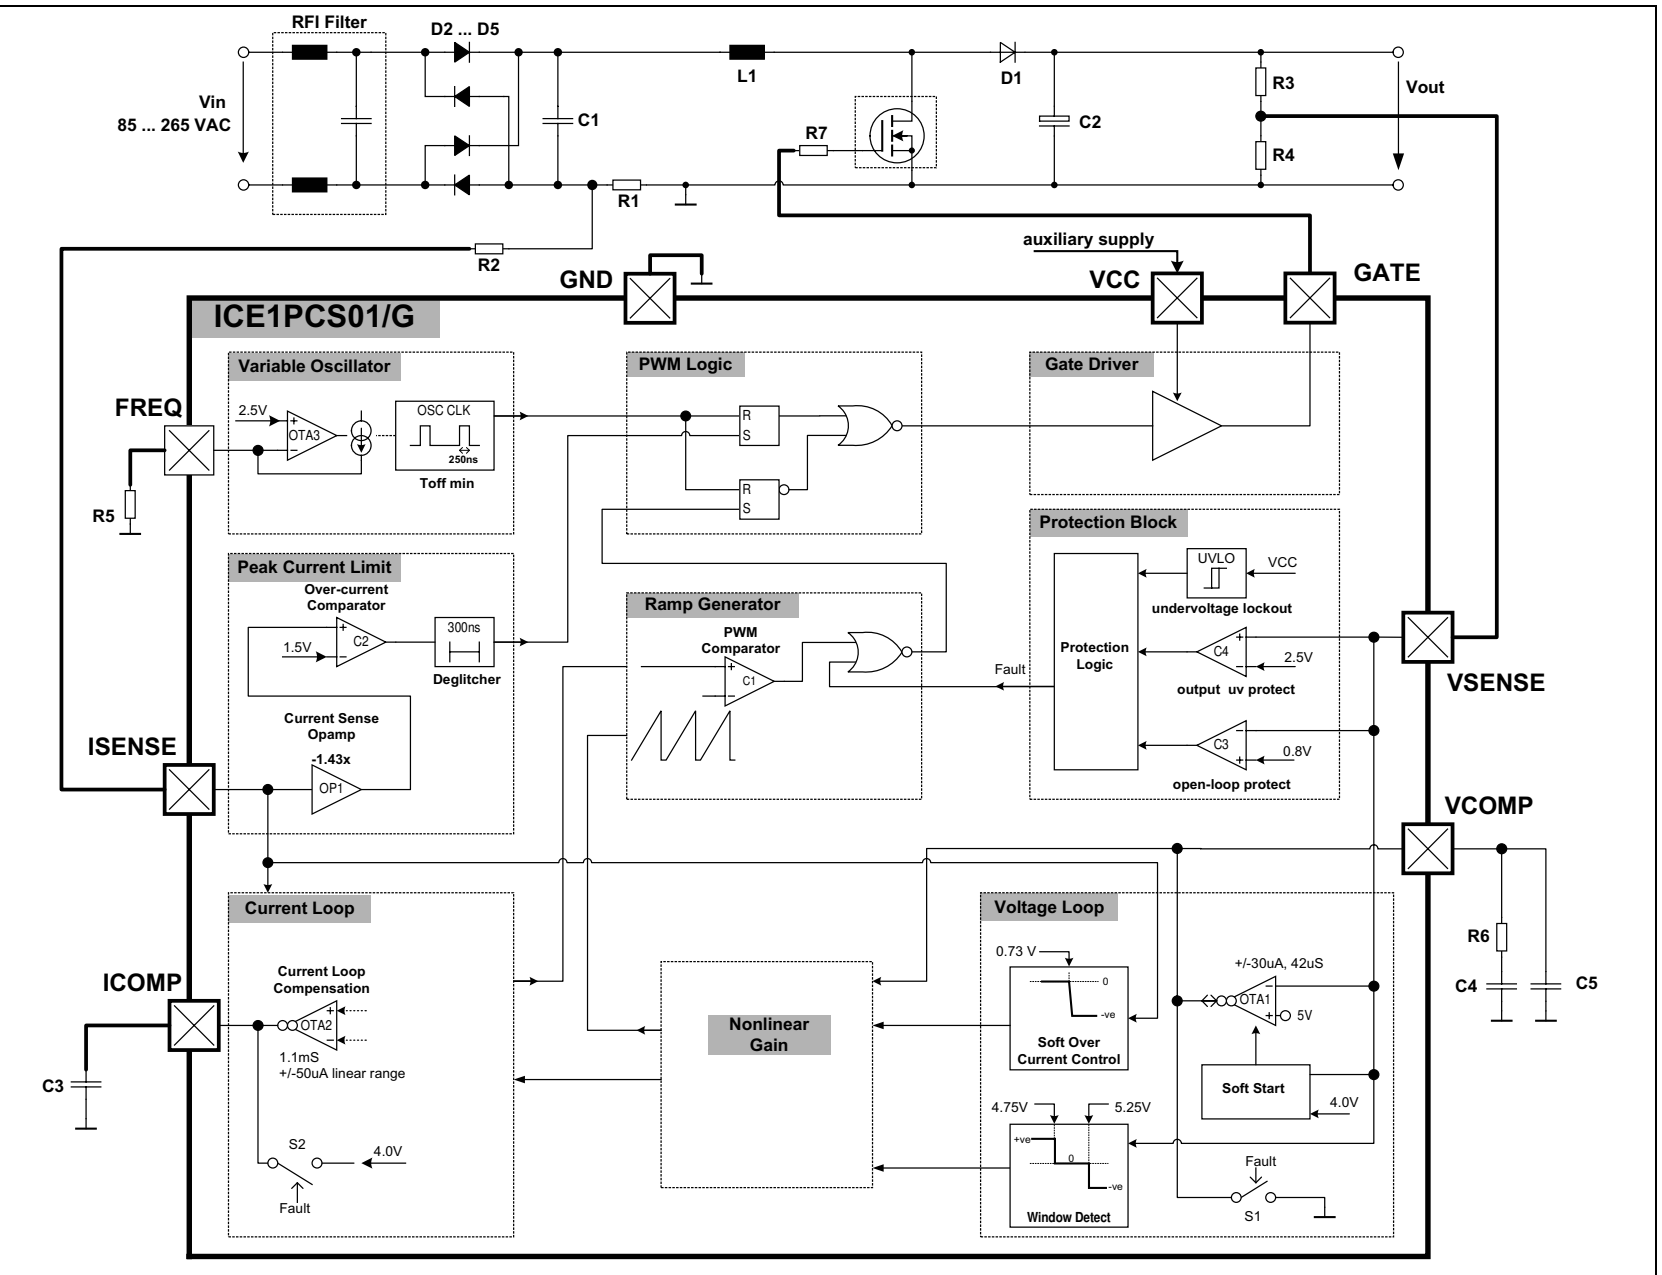 RFI Filter
D2 ... D5
Vin
85 ... 265 VAC
C1
L1
D1
R7
C2
R3
R4
Vout
R1
R2
auxiliary supply
GND
VCC
GATE
ICE1PCS01/G
Variable Oscillator
FREQ
2.5V
+
OTA3
−
OSC CLK
250ns
Toff min
R5
PWM Logic
R
S
R
S
Gate Driver
Peak Current Limit
Over-current
Comparator
+
C2
1.5V
−
300ns
Deglitcher
Current Sense
Opamp
-1.43x
OP1
ISENSE
Ramp Generator
PWM
Comparator
+
C1
−
Fault
Protection Block
UVLO
VCC
undervoltage lockout
Protection
Logic
+
C4
−
2.5V
output uv protect
−
C3
+
0.8V
open-loop protect
VSENSE
VCOMP
R6
C4
C5
Current Loop
ICOMP
Current Loop
Compensation
+
OTA2
−
1.1mS
+/-50uA linear range
C3
S2
4.0V
Fault
Nonlinear
Gain
Voltage Loop
0.73 V
0
-ve
Soft Over
Current Control
+/-30uA, 42uS
−
OTA1
+
5V
Soft Start
4.0V
4.75V
5.25V
+ve
0
-ve
Window Detect
Fault
S1